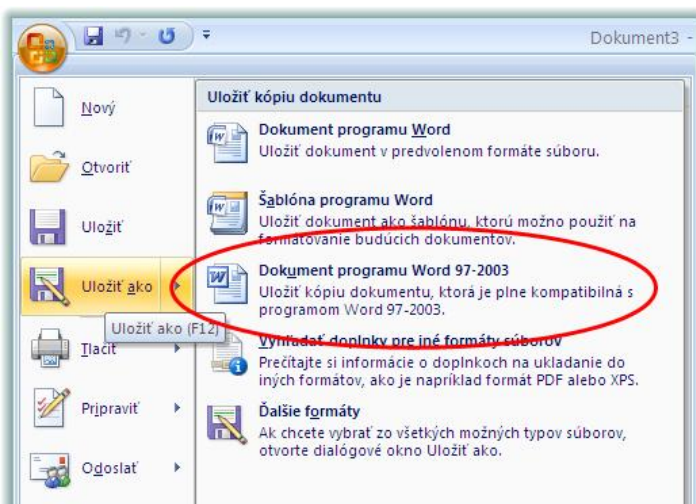 Dokument3 -
Nový
Otvoriť
Uložiť
Uložiť ako
Uložiť ako (F12)
Tlačiť
Pripraviť
Odoslať
Uložiť kópiu dokumentu
Dokument programu Word
Uložiť dokument v predvolenom formáte súboru.
Šablóna programu Word
Uložiť dokument ako šablónu, ktorú možno použiť na
formátovanie budúcich dokumentov.
Dokument programu Word 97-2003
Uložiť kópiu dokumentu, ktorá je plne kompatibilná s
programom Word 97-2003.
Vyhľadať doplnky pre iné formáty súborov
Prečítajte si informácie o doplnkoch na ukladanie do
iných formátov, ako je napríklad formát PDF alebo XPS.
Ďalšie formáty
Ak chcete vybrať zo všetkých možných typov súborov,
otvorte dialógové okno Uložiť ako.